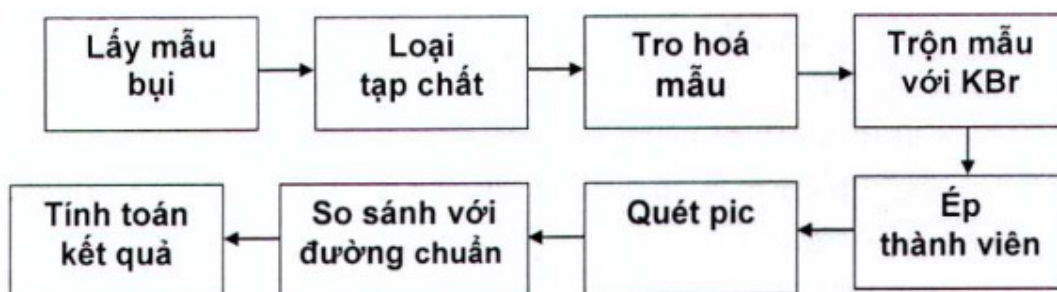 Lấy mẫu
bụi
Loại
tạp chất
Tro hoá
mẫu
Trộn mẫu
với KBr
Ép
thành viên
Quét pic
So sánh với
đường chuẩn
Tính toán
kết quả